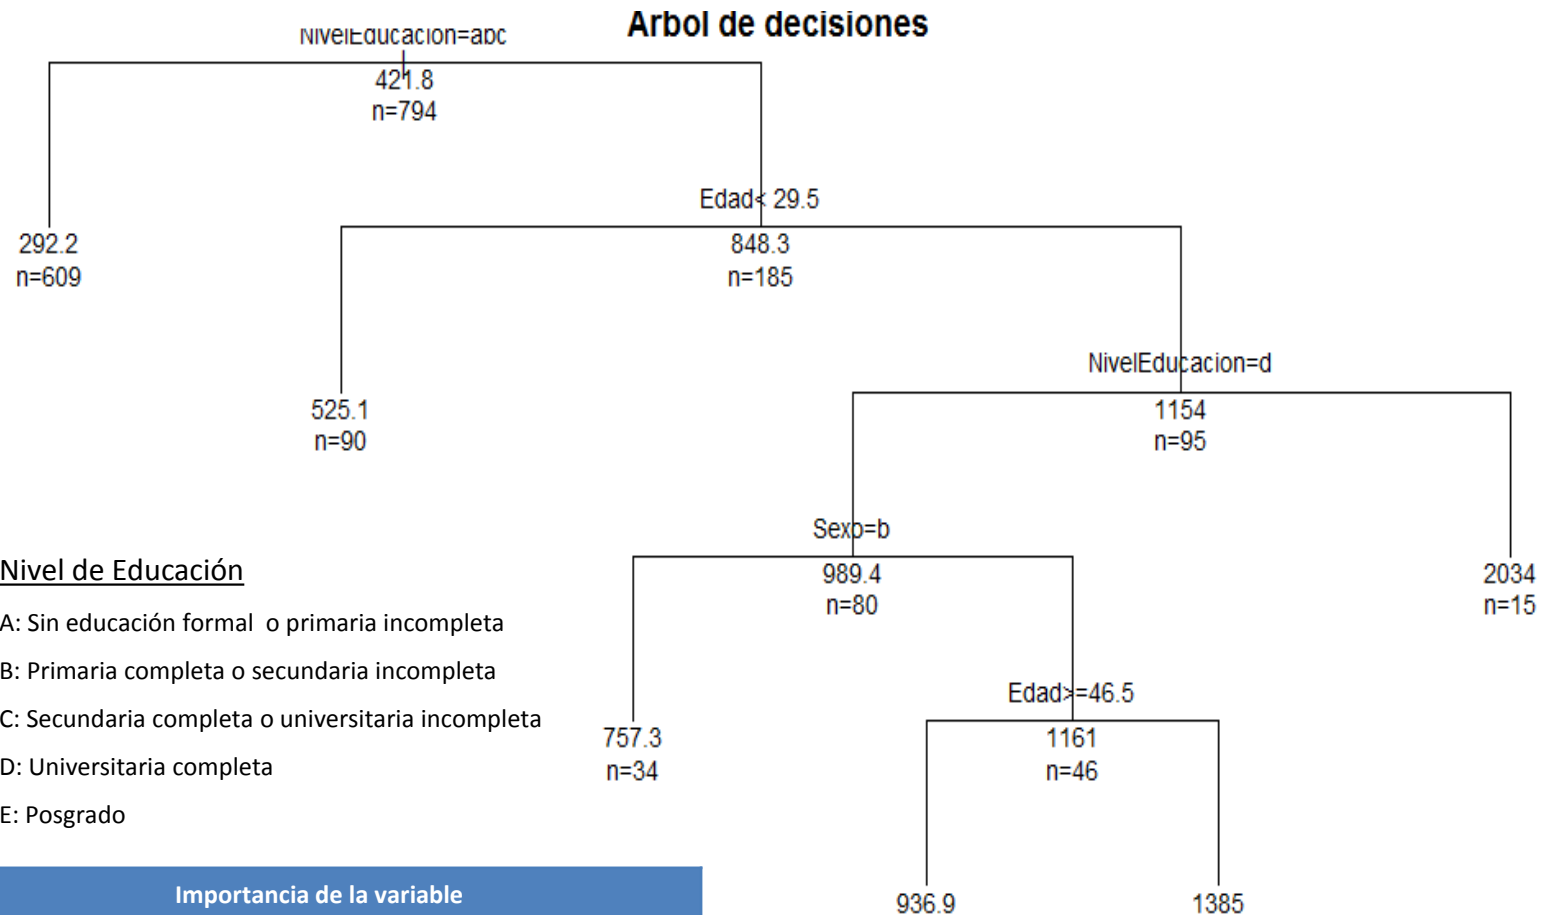 Arbol de decisiones
NivelEducacion=abc
421.8
n=794
Edad< 29.5
292.2
n=609
848.3
n=185
NivelEducacion=d
525.1
n=90
1154
n=95
Sexo=b
989.4
n=80
2034
n=15
Nivel de Educación
A: Sin educación formal o primaria incompleta
B: Primaria completa o secundaria incompleta
C: Secundaria completa o universitaria incompleta
D: Universitaria completa
E: Posgrado
Edad>=46.5
757.3
n=34
1161
n=46
Importancia de la variable
936.9
1385